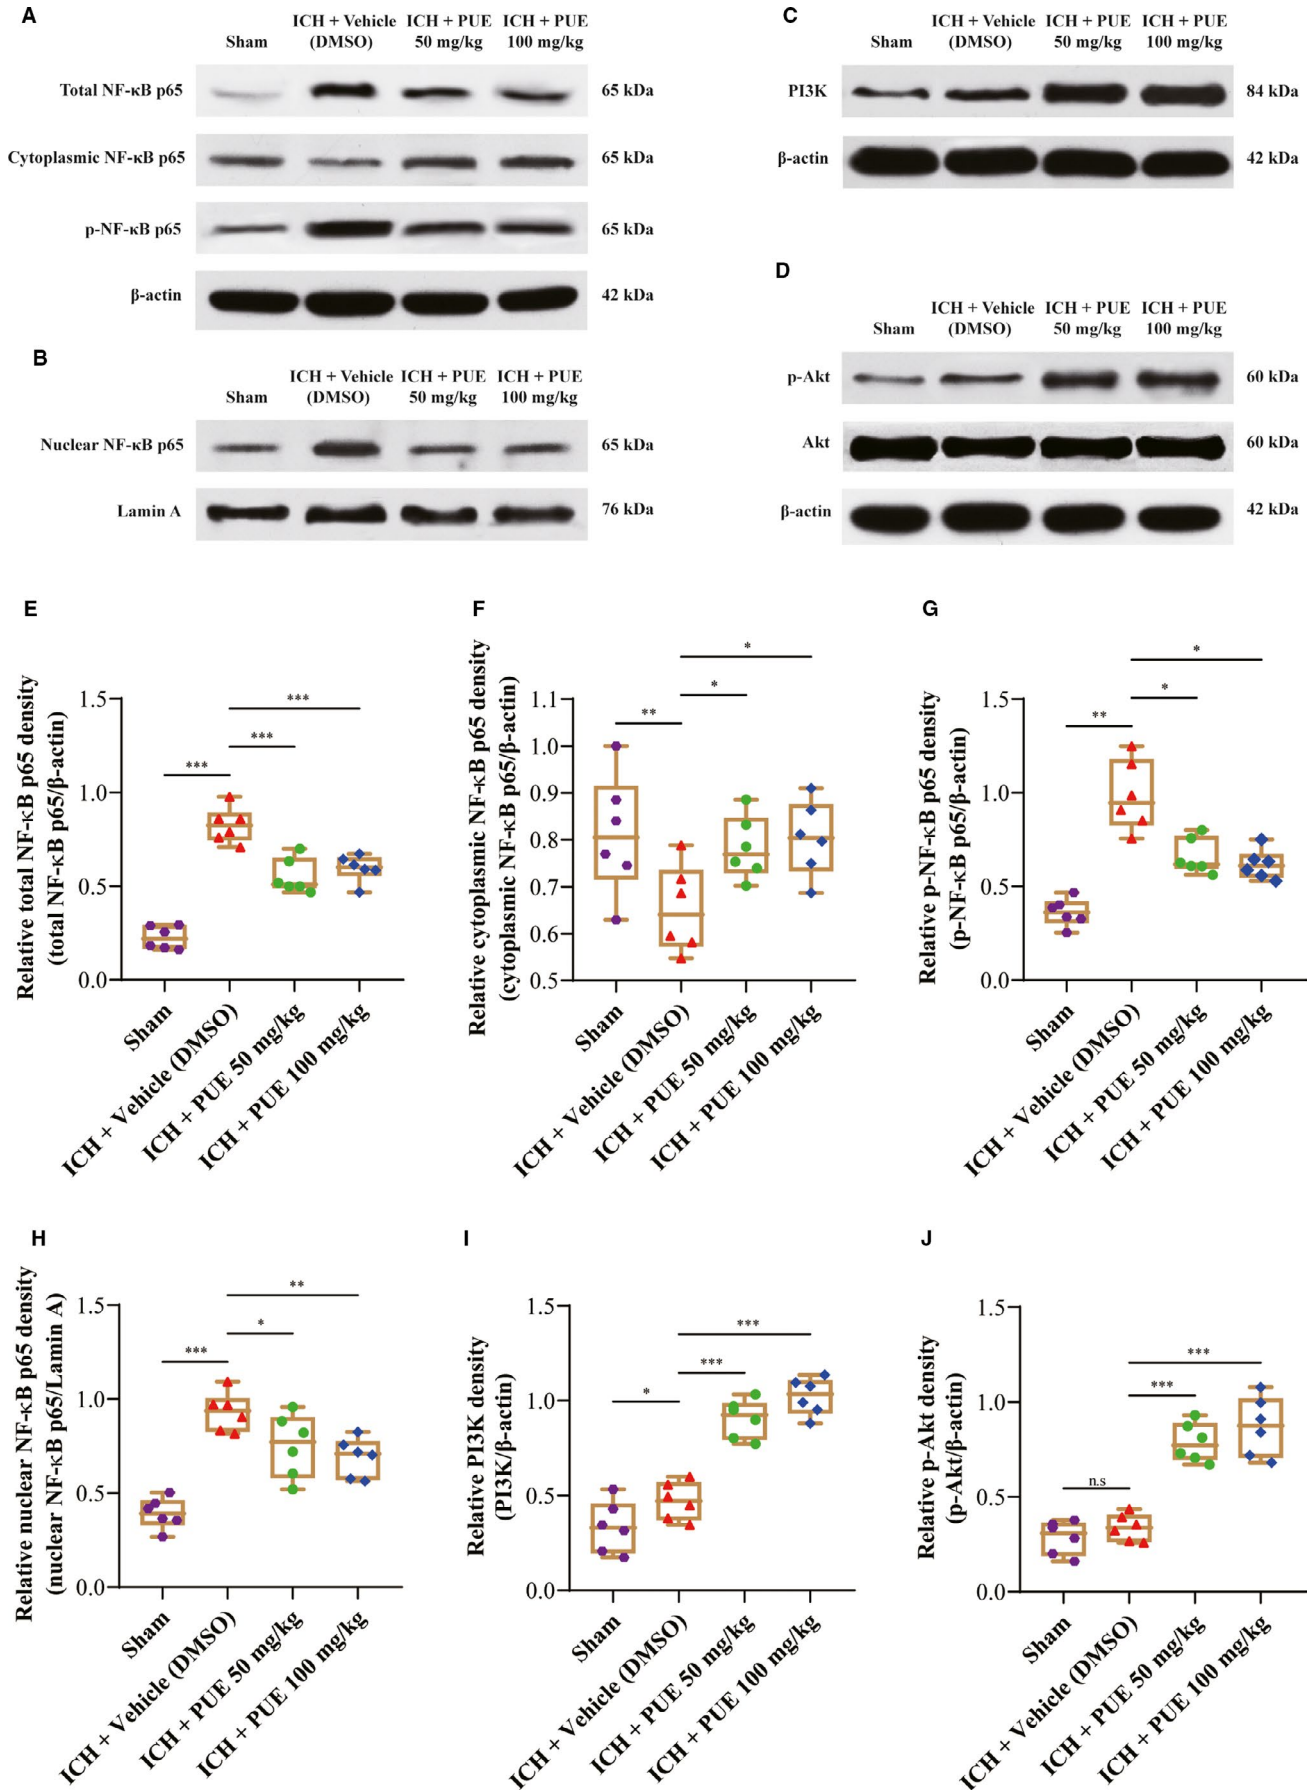 A
ICH + Vehicle ICH + PUE ICH + PUE
Sham (DMSO) 50 mg/kg 100 mg/kg
Total NF-κB p65 65 kDa
Cytoplasmic NF-κB p65 65 kDa
p-NF-κB p65 65 kDa
β-actin 42 kDa
B
ICH + Vehicle ICH + PUE ICH + PUE
Sham (DMSO) 50 mg/kg 100 mg/kg
Nuclear NF-κB p65 65 kDa
Lamin A 76 kDa
C
ICH + Vehicle ICH + PUE ICH + PUE
Sham (DMSO) 50 mg/kg 100 mg/kg
PI3K 84 kDa
β-actin 42 kDa
D
ICH + Vehicle ICH + PUE ICH + PUE
Sham (DMSO) 50 mg/kg 100 mg/kg
p-Akt 60 kDa
Akt 60 kDa
β-actin 42 kDa
E
Relative total NF-κB p65 density
(total NF-κB p65/β-actin)
1.5
1.0
0.5
0.0
***
***
***
Sham
ICH + Vehicle (DMSO)
ICH + PUE 50 mg/kg
ICH + PUE 100 mg/kg
F
Relative cytoplasmic NF-κB p65 density
(cytoplasmic NF-κB p65/β-actin)
1.1
1.0
0.9
0.8
0.7
0.6
0.5
*
*
**
Sham
ICH + Vehicle (DMSO)
ICH + PUE 50 mg/kg
ICH + PUE 100 mg/kg
G
Relative p-NF-κB p65 density
(p-NF-κB p65/β-actin)
1.5
1.0
0.5
0.0
*
*
**
Sham
ICH + Vehicle (DMSO)
ICH + PUE 50 mg/kg
ICH + PUE 100 mg/kg
H
Relative nuclear NF-κB p65 density
(nuclear NF-κB p65/Lamin A)
1.5
1.0
0.5
0.0
**
*
***
Sham
ICH + Vehicle (DMSO)
ICH + PUE 50 mg/kg
ICH + PUE 100 mg/kg
I
Relative PI3K density
(PI3K/β-actin)
1.5
1.0
0.5
0.0
***
***
*
Sham
ICH + Vehicle (DMSO)
ICH + PUE 50 mg/kg
ICH + PUE 100 mg/kg
J
Relative p-Akt density
(p-Akt/β-actin)
1.5
1.0
0.5
0.0
***
***
n.s
Sham
ICH + Vehicle (DMSO)
ICH + PUE 50 mg/kg
ICH + PUE 100 mg/kg